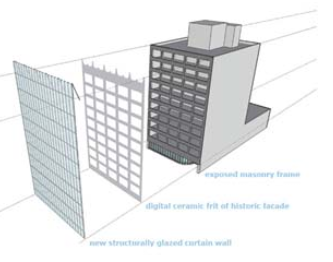 exposed masonry frame
digital ceramic frit of historic facade
new structurally glazed curtain wall